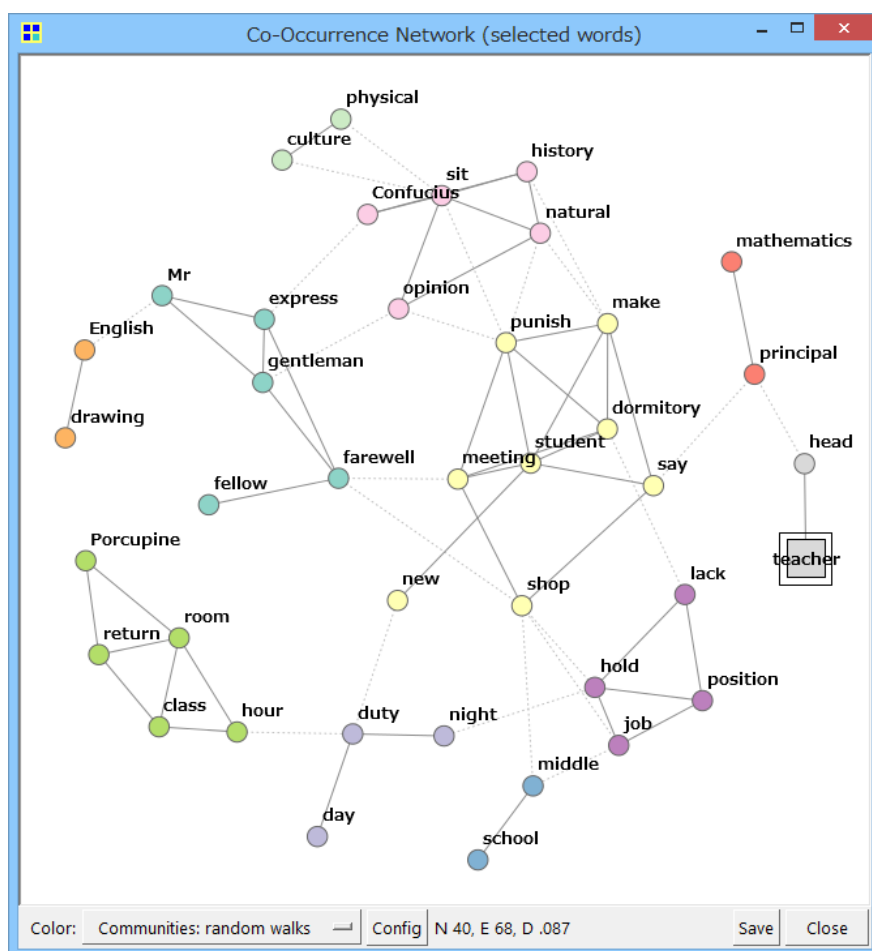 Co-Occurrence Network (selected words)
physical
culture
history
sit
Confucius
natural
mathematics
Mr
express
opinion
make
English
punish
gentleman
principal
drawing
dormitory
student
farewell
meeting
head
say
fellow
Porcupine
teacher
new
shop
lack
room
return
hold
position
class
hour
duty
night
job
middle
day
school
Color:
Communities: random walks
Config
N 40, E 68, D .087
Save
Close